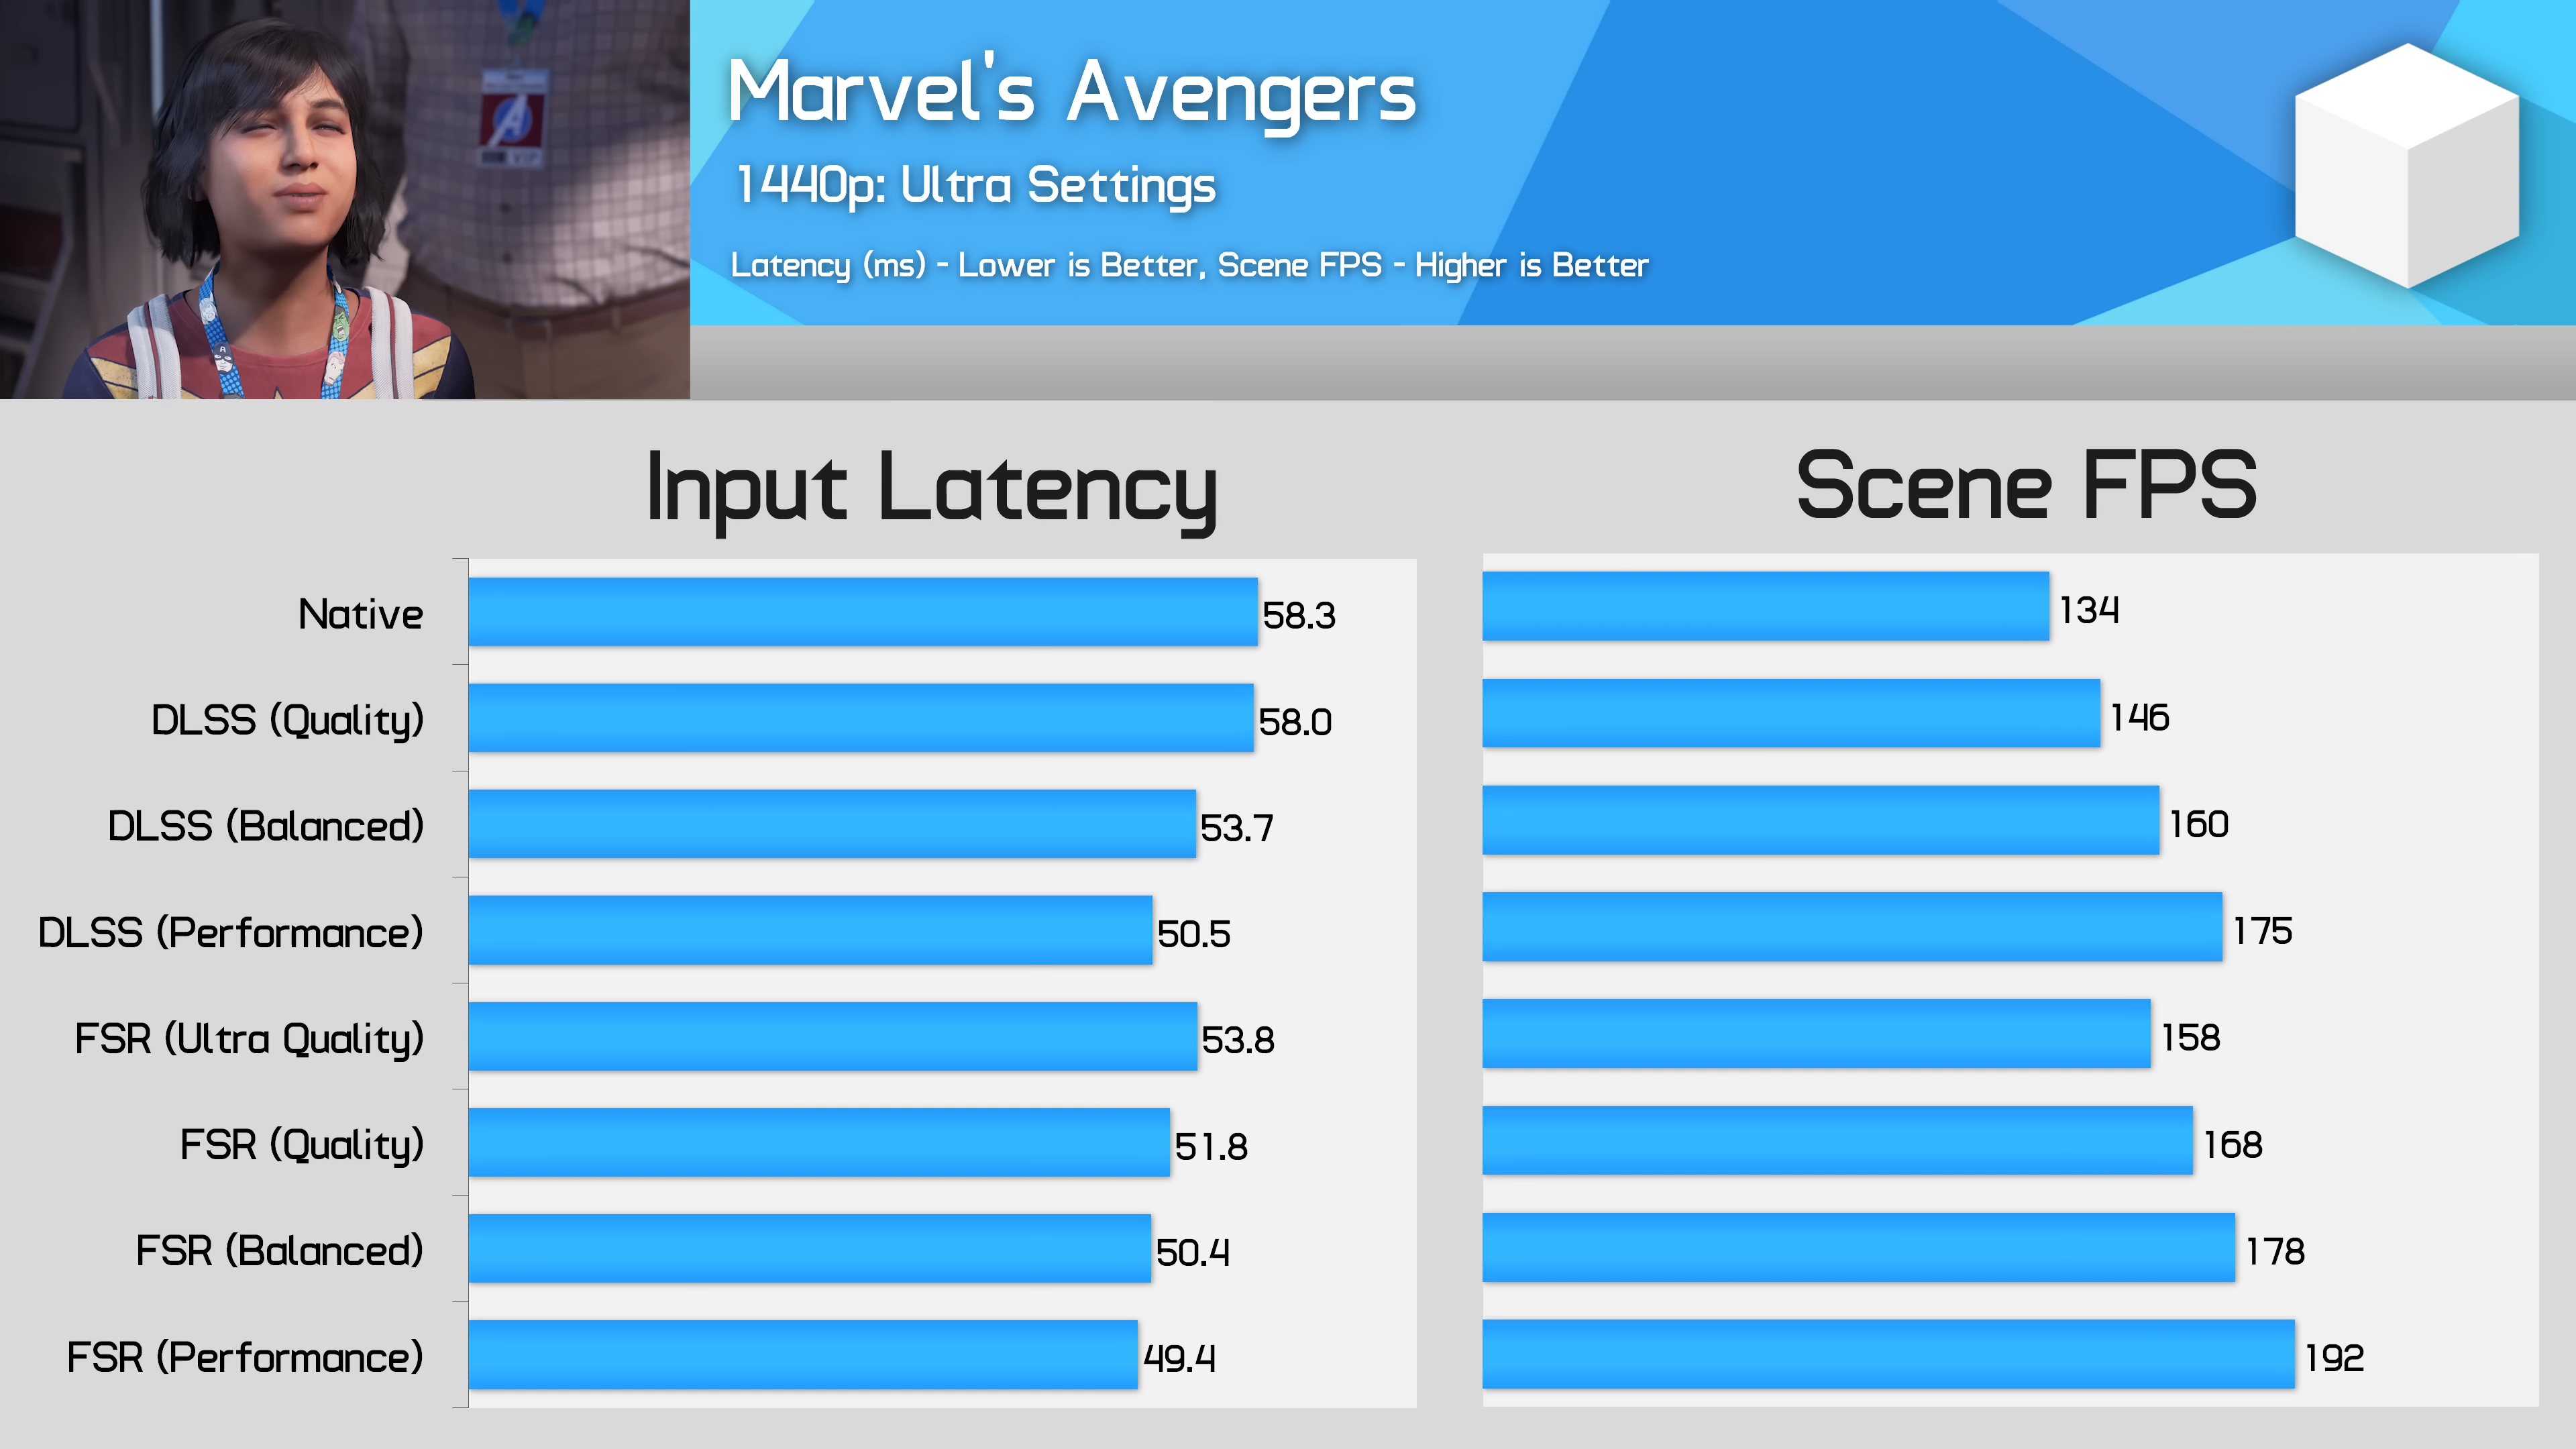 Marvel's Avengers
1440p: Ultra Settings
Latency (ms) - Lower is Better, Scene FPS - Higher is Better
Input Latency
Scene FPS
Native 58.3 134
DLSS (Quality) 58.0 146
DLSS (Balanced) 53.7 160
DLSS (Performance) 50.5 175
FSR (Ultra Quality) 53.8 158
FSR (Quality) 51.8 168
FSR (Balanced) 50.4 178
FSR (Performance) 49.4 192
VIP